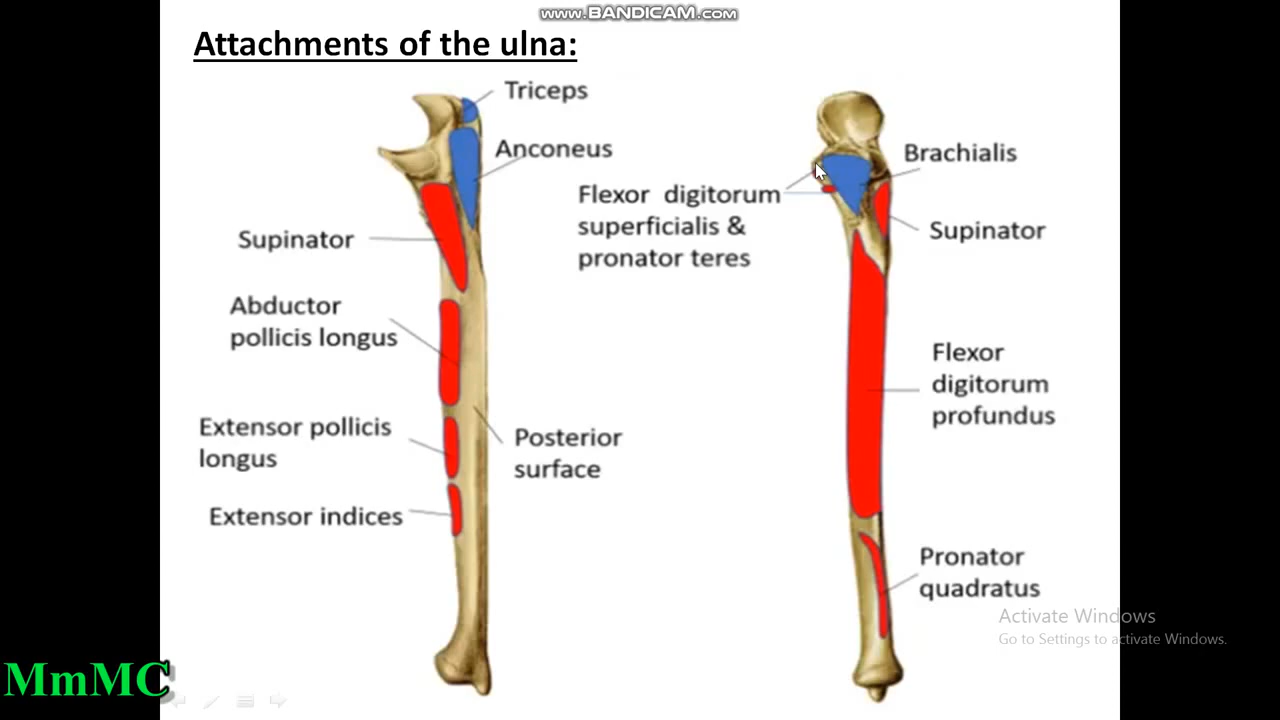 www.BANDICAM.com
Attachments of the ulna:
Triceps
Anconeus
Supinator
Abductor
pollicis longus
Extensor pollicis
longus
Extensor indices
Posterior
surface
Flexor digitorum
superficialis &
pronator teres
Brachialis
Supinator
Flexor
digitorum
profundus
Pronator
quadratus
Activate Windows
Go to Settings to activate Windows.
MmMC